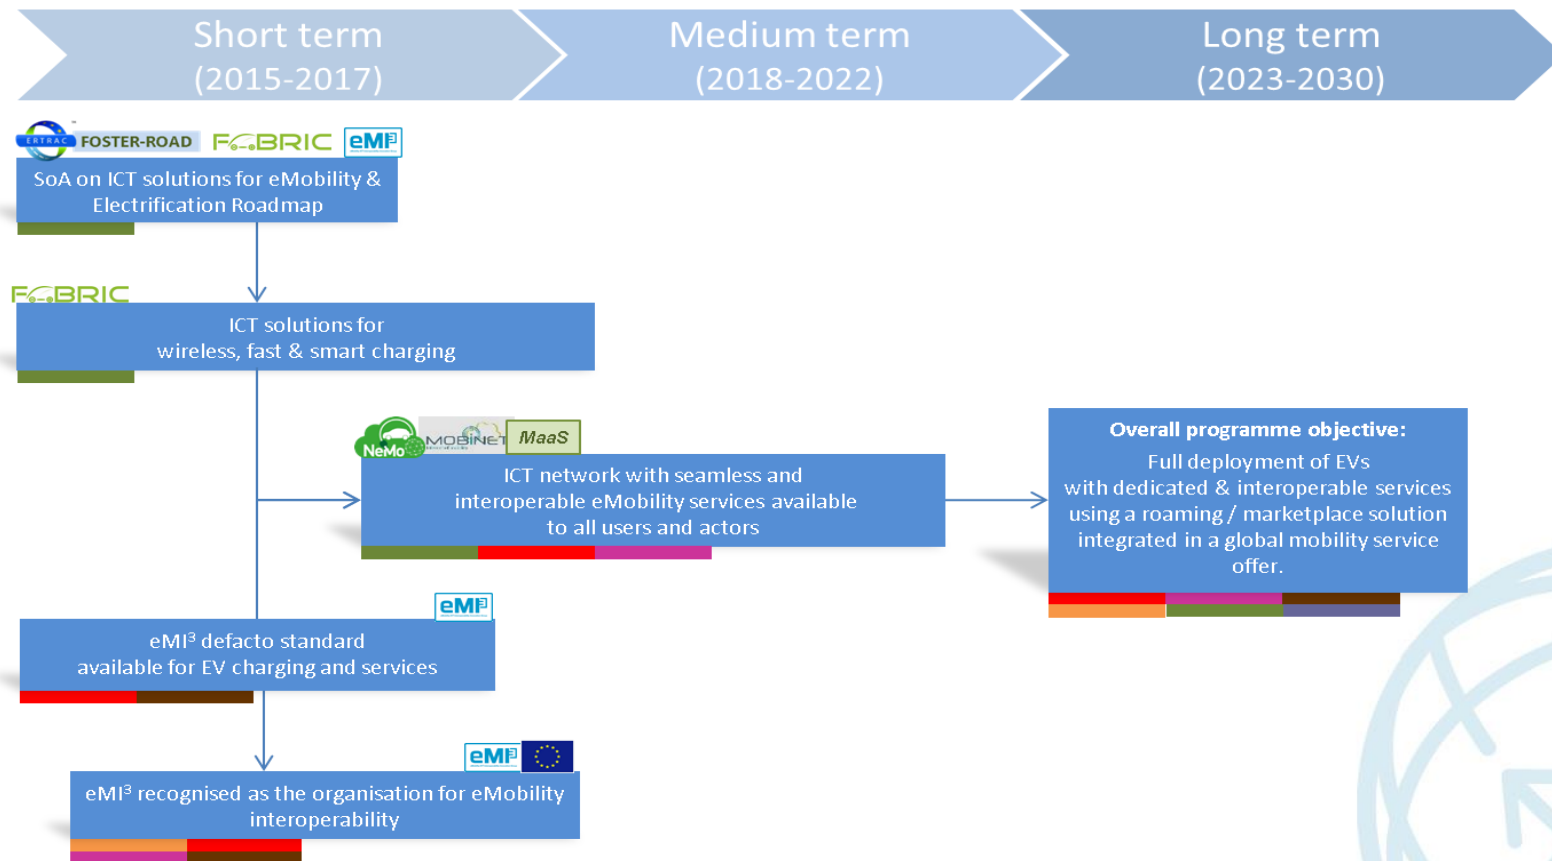 Short term
(2015-2017)
Medium term
(2018-2022)
Long term
(2023-2030)
ERTRAC
FOSTER-ROAD
FABRIC
eMI³
SoA on ICT solutions for eMobility &
Electrification Roadmap
FABRIC
ICT solutions for
wireless, fast & smart charging
NeMo
MOBiNET
MaaS
ICT network with seamless and
interoperable eMobility services available
to all users and actors
Overall programme objective:
Full deployment of EVs
with dedicated & interoperable services
using a roaming / marketplace solution
integrated in a global mobility service
offer.
eMI³
eMI³ defacto standard
available for EV charging and services
eMI³
eMI³ recognised as the organisation for eMobility
interoperability